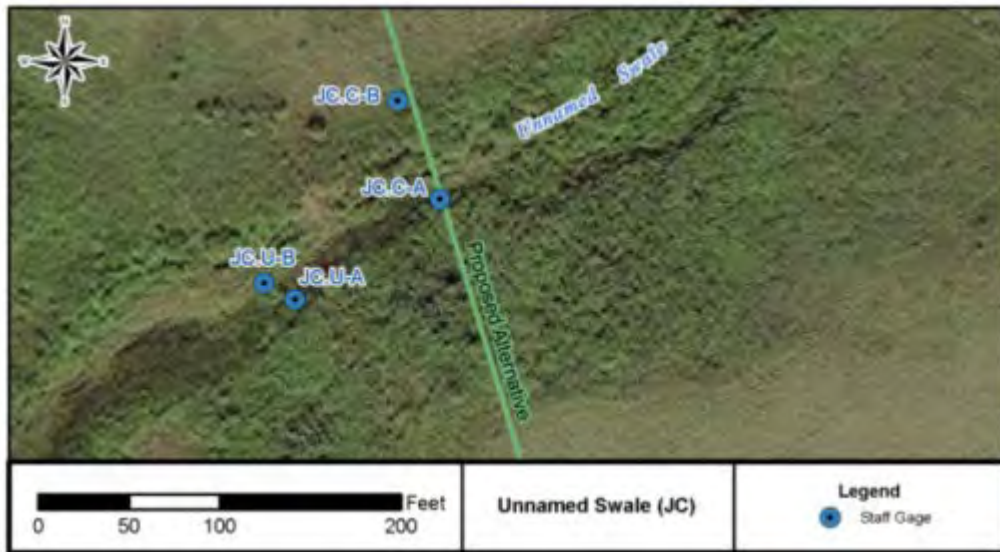 JC.C-B
Unnamed Swale
JC.C-A
JC.U-B
JC.U-A
Proposed Alternative
Feet
0 50 100 200
Unnamed Swale (JC)
Legend
Staff Gage